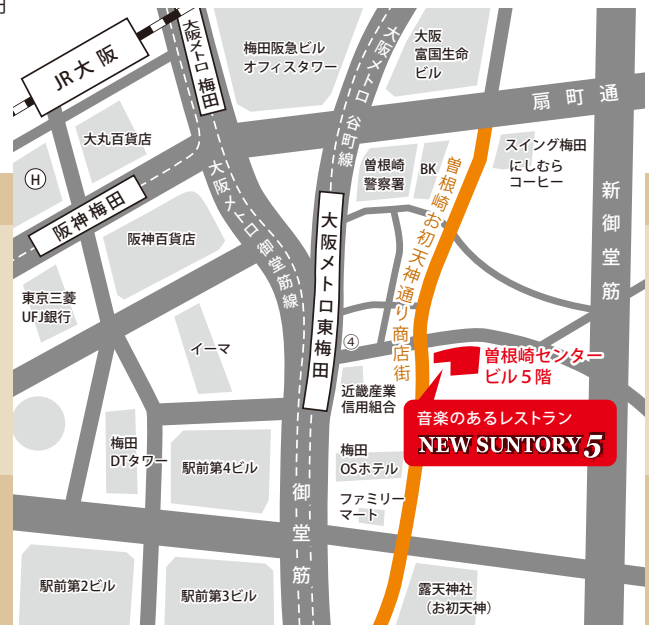 円
JR大阪
大阪メトロ 梅田
梅田阪急ビル
オフィスタワー
大阪メトロ 谷町線
大阪
富国生命
ビル
扇町通
大丸百貨店
H
阪神梅田
阪神百貨店
大阪メトロ 御堂筋線
曽根崎
警察署
BK
スイング梅田
にしむら
コーヒー
新御堂筋
曽根崎お初天神通り商店街
大阪メトロ東梅田
東京三菱
UFJ銀行
イーマ
④
近畿産業
信用組合
曽根崎センター
ビル5階
音楽のあるレストラン
NEW SUNTORY 5
梅田
DTタワー
駅前第4ビル
梅田
OSホテル
ファミリー
マート
御堂筋
駅前第2ビル
駅前第3ビル
露天神社
(お初天神)